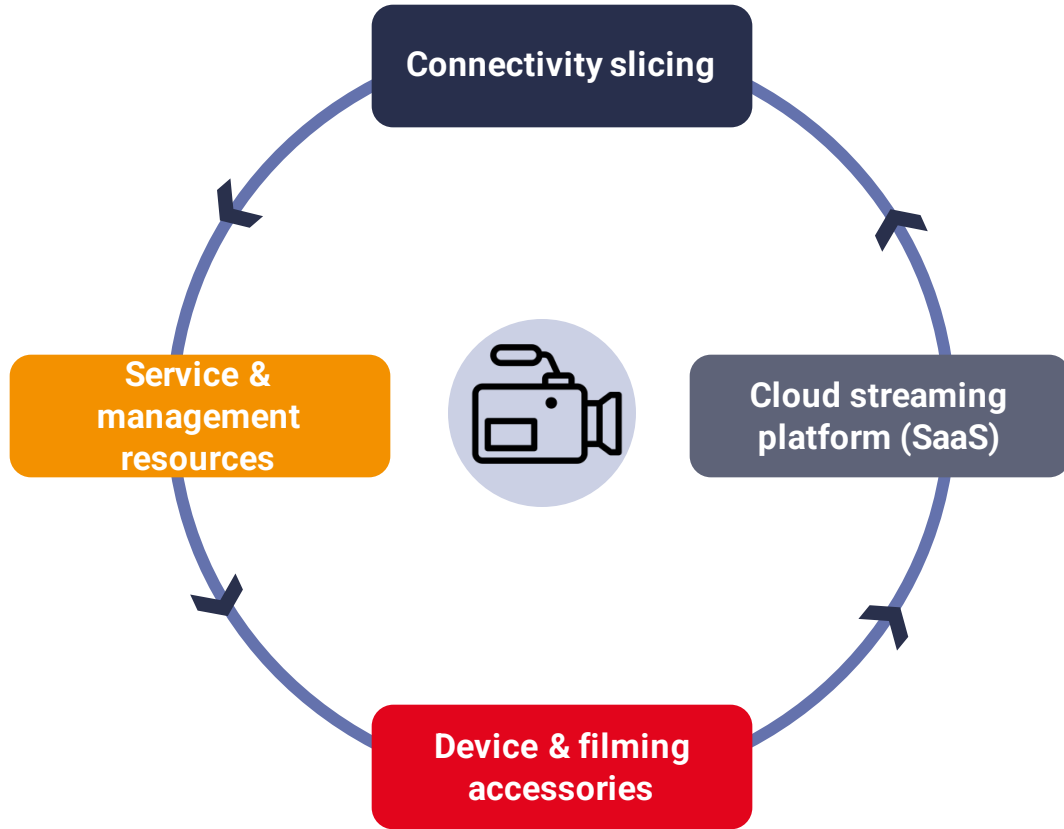 Connectivity slicing
Service &
management
resources
Cloud streaming
platform (SaaS)
Device & filming
accessories